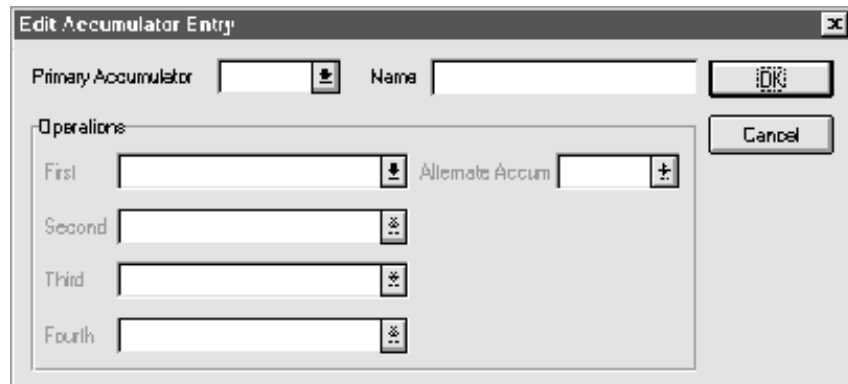 Edit Accumulator Entry
Primary Accumulator Name OK
Operations Cancel
First Alternate Accum
Second
Third
Fourth